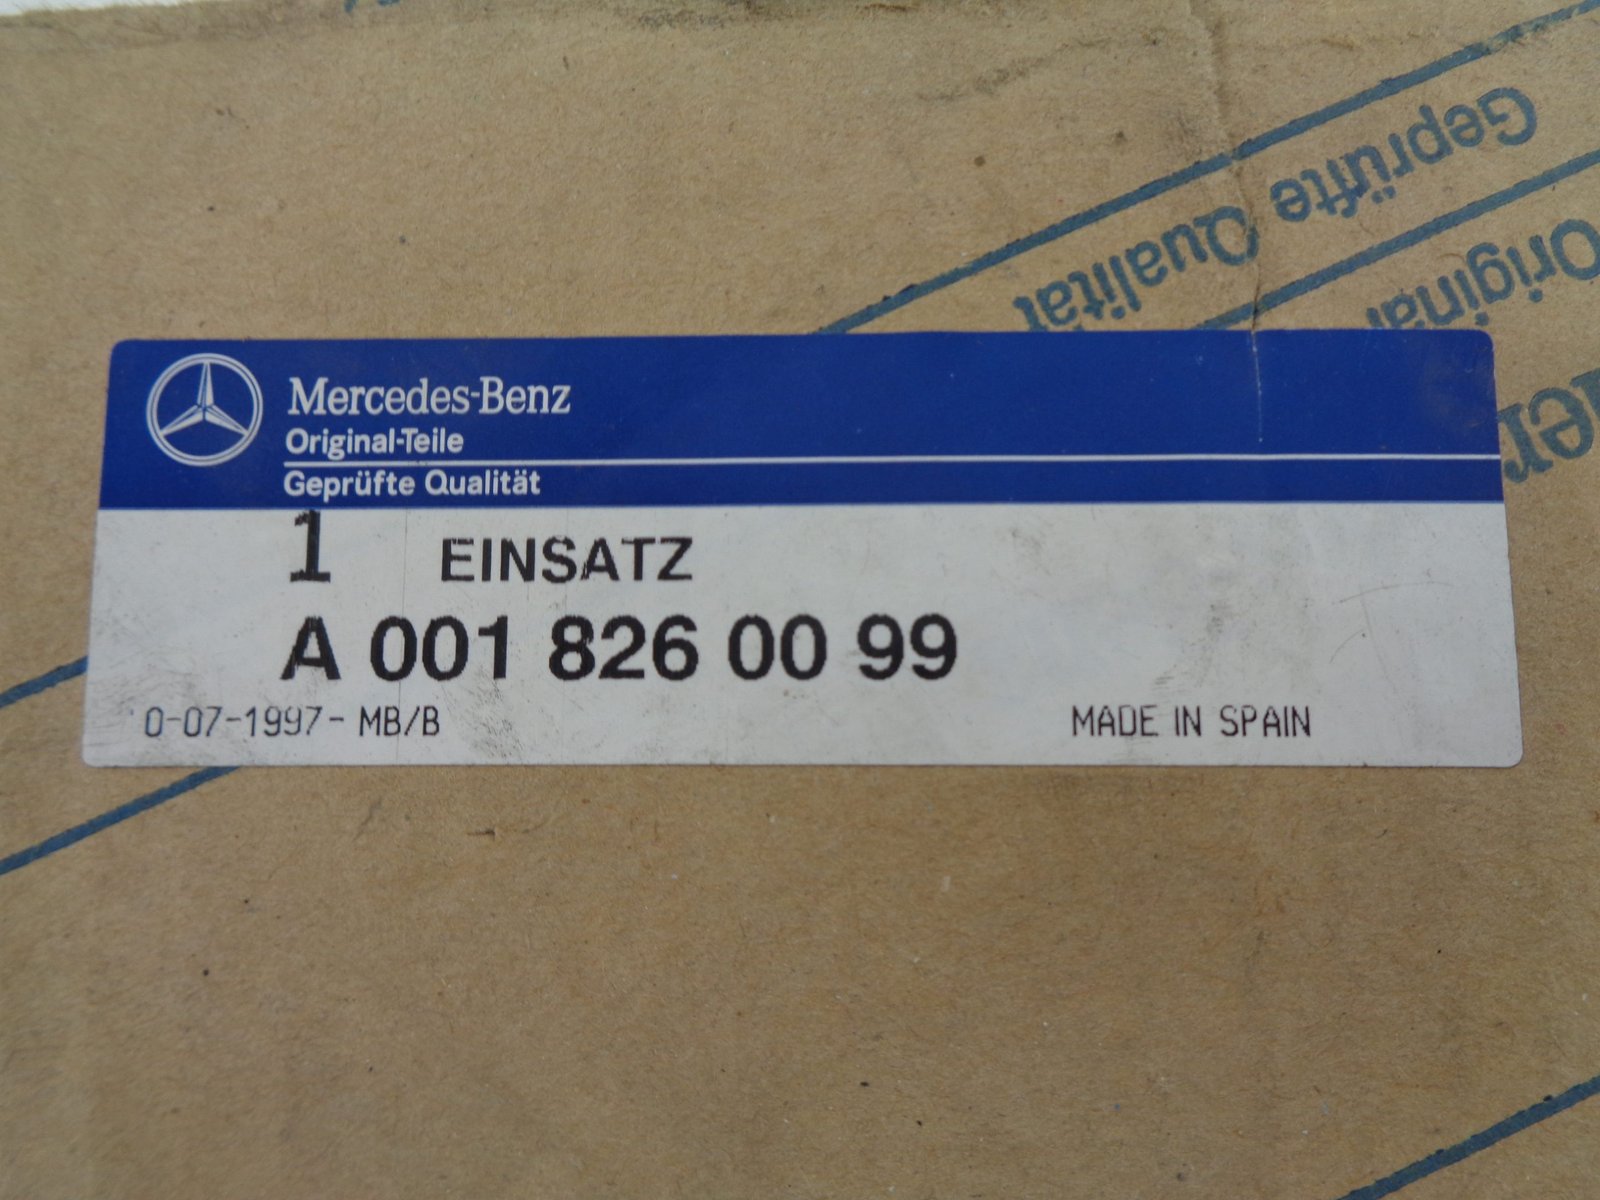 Geprüfte Qualität
Original
Mercedes-Benz
Original-Teile
Geprüfte Qualität
1 EINSATZ
A 001 826 00 99
0-07-1997- MB/B
MADE IN SPAIN